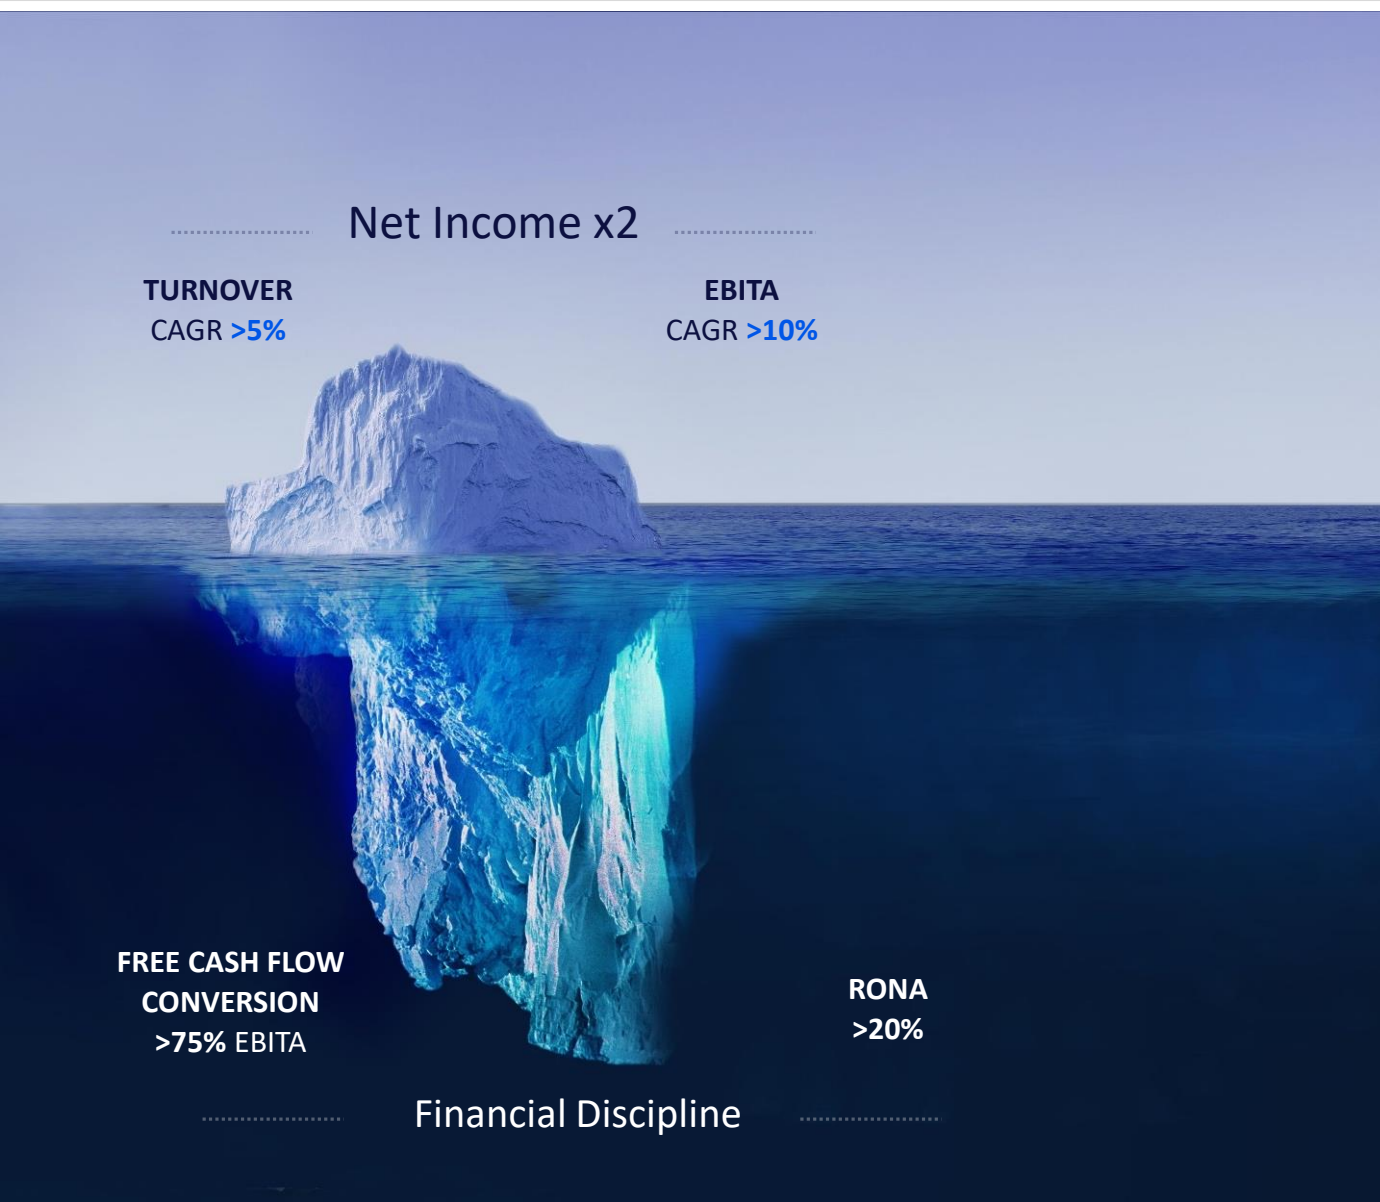 Net Income x2
TURNOVER
CAGR >5%
EBITA
CAGR >10%
FREE CASH FLOW
CONVERSION
>75% EBITA
RONA
>20%
Financial Discipline